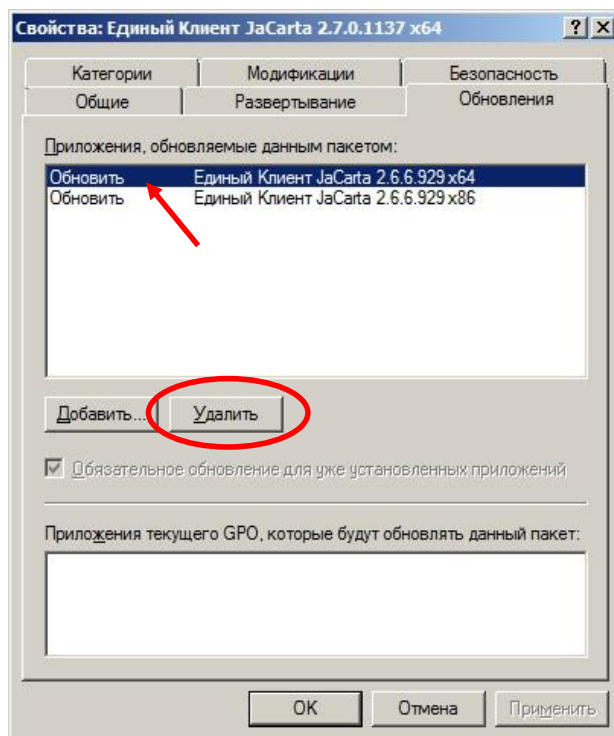 Свойства: Единый Клиент JaCarta 2.7.0.1137 x64
Категории Модификации Безопасность
Общие Развертывание Обновления
Приложения, обновляемые данным пакетом:
Обновить Единый Клиент JaCarta 2.6.6.929 x64
Обновить Единый Клиент JaCarta 2.6.6.929 x86
Добавить... Удалить
Обязательное обновление для уже установленных приложений
Приложения текущего GPO, которые будут обновлять данный пакет:
OK Отмена Применить